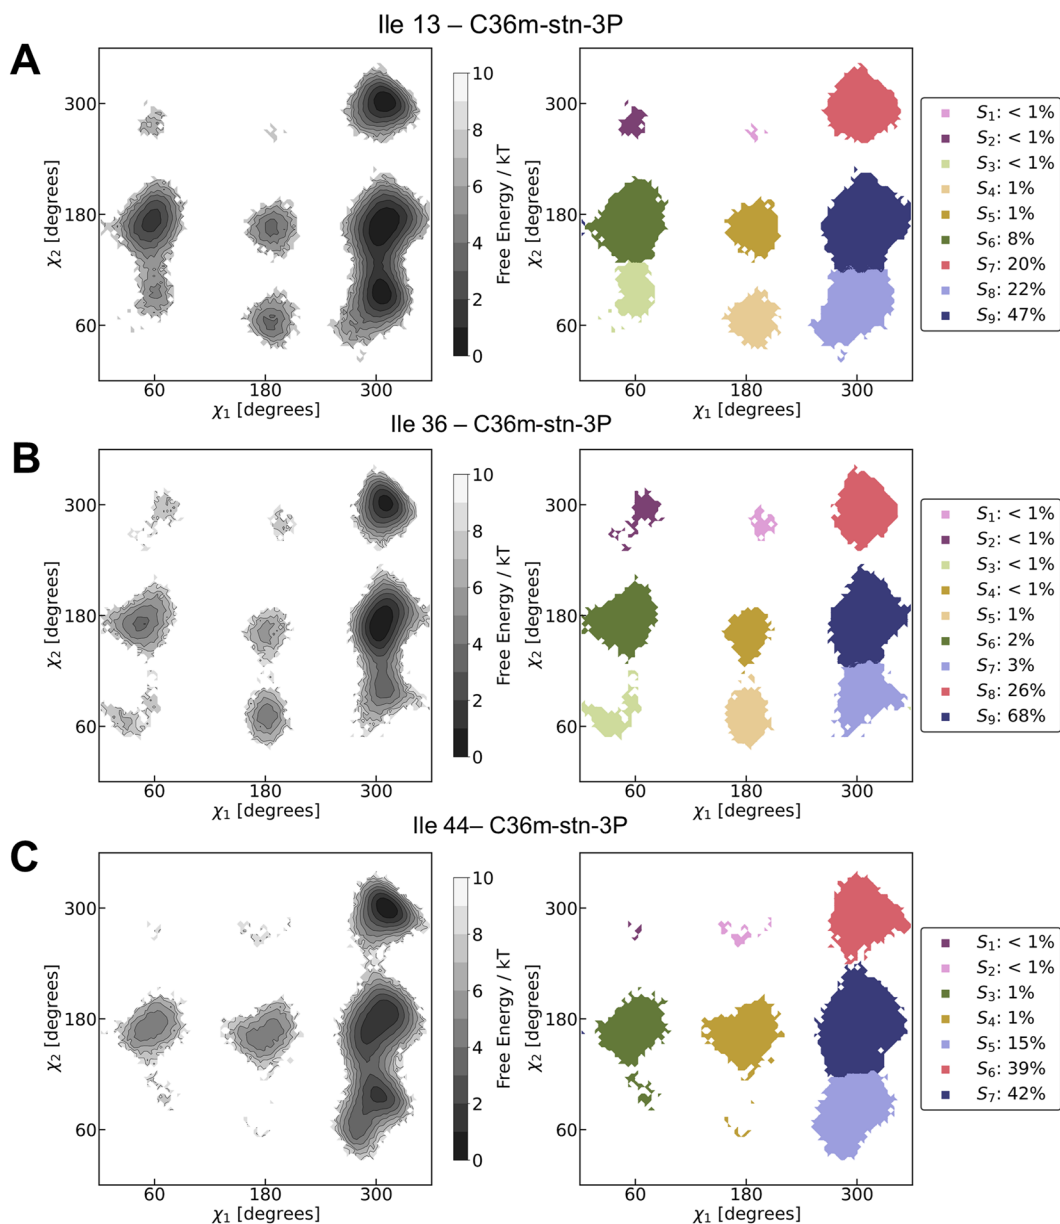 Ile 13 – C36m-stn-3P
A
300
180
60
χ₂ [degrees]
60
180
300
χ₁ [degrees]
10
8
6
4
2
0
Free Energy / kT
300
180
60
χ₂ [degrees]
60
180
300
χ₁ [degrees]
S₁: < 1%
S₂: < 1%
S₃: < 1%
S₄: 1%
S₅: 1%
S₆: 8%
S₇: 20%
S₈: 22%
S₉: 47%
Ile 36 – C36m-stn-3P
B
300
180
60
χ₂ [degrees]
60
180
300
χ₁ [degrees]
10
8
6
4
2
0
Free Energy / kT
300
180
60
χ₂ [degrees]
60
180
300
χ₁ [degrees]
S₁: < 1%
S₂: < 1%
S₃: < 1%
S₄: < 1%
S₅: 1%
S₆: 2%
S₇: 3%
S₈: 26%
S₉: 68%
Ile 44– C36m-stn-3P
C
300
180
60
χ₂ [degrees]
60
180
300
χ₁ [degrees]
10
8
6
4
2
0
Free Energy / kT
300
180
60
χ₂ [degrees]
60
180
300
χ₁ [degrees]
S₁: < 1%
S₂: < 1%
S₃: 1%
S₄: 1%
S₅: 15%
S₆: 39%
S₇: 42%